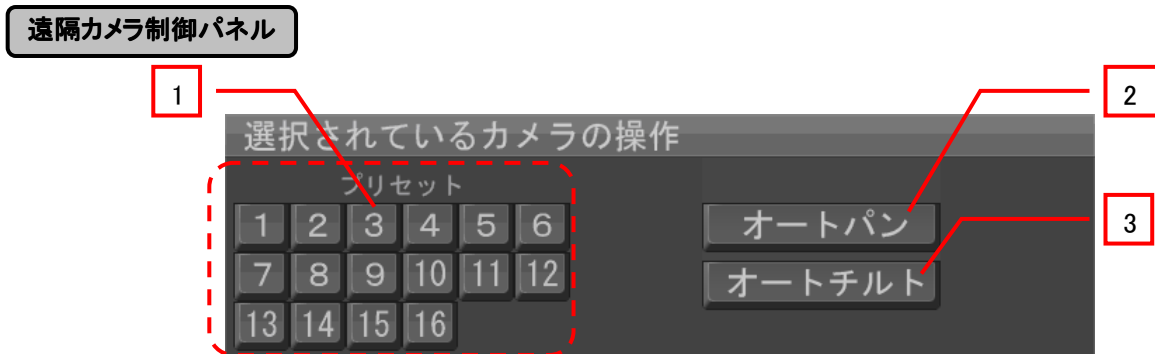 遠隔カメラ制御パネル
1
2
選択されているカメラの操作
プリセット
1 2 3 4 5 6
オートパン
3
7 8 9 10 11 12
オートチルト
13 14 15 16